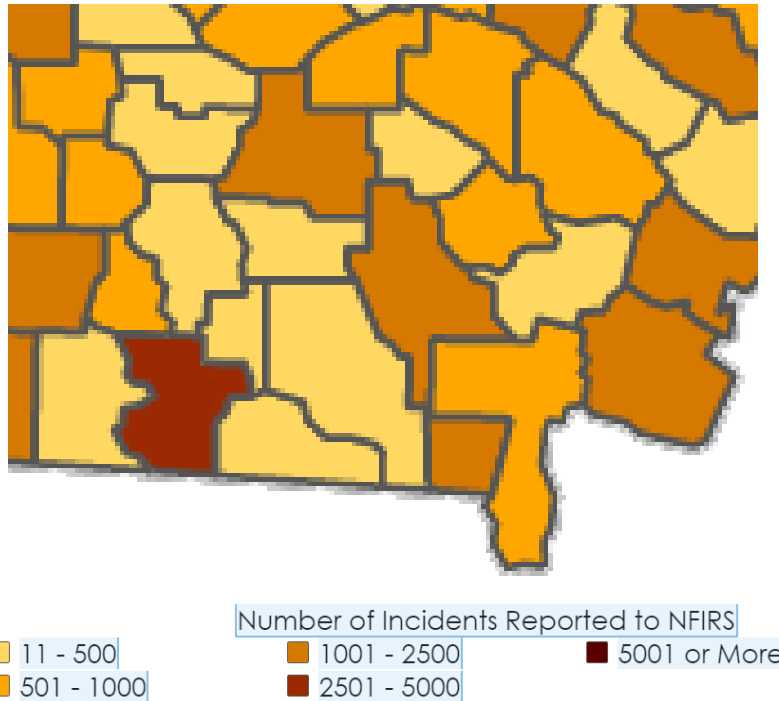 Number of Incidents Reported to NFIRS
11 - 500 1001 - 2500 5001 or More
501 - 1000 2501 - 5000